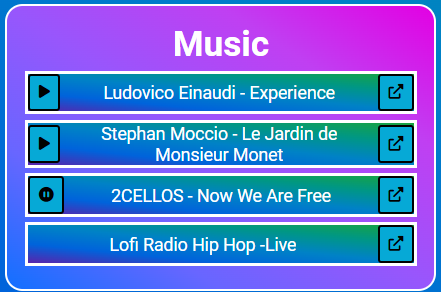 Music
Ludovico Einaudi - Experience
Stephan Moccio - Le Jardin de
Monsieur Monet
2CELLOS - Now We Are Free
Lofi Radio Hip Hop -Live